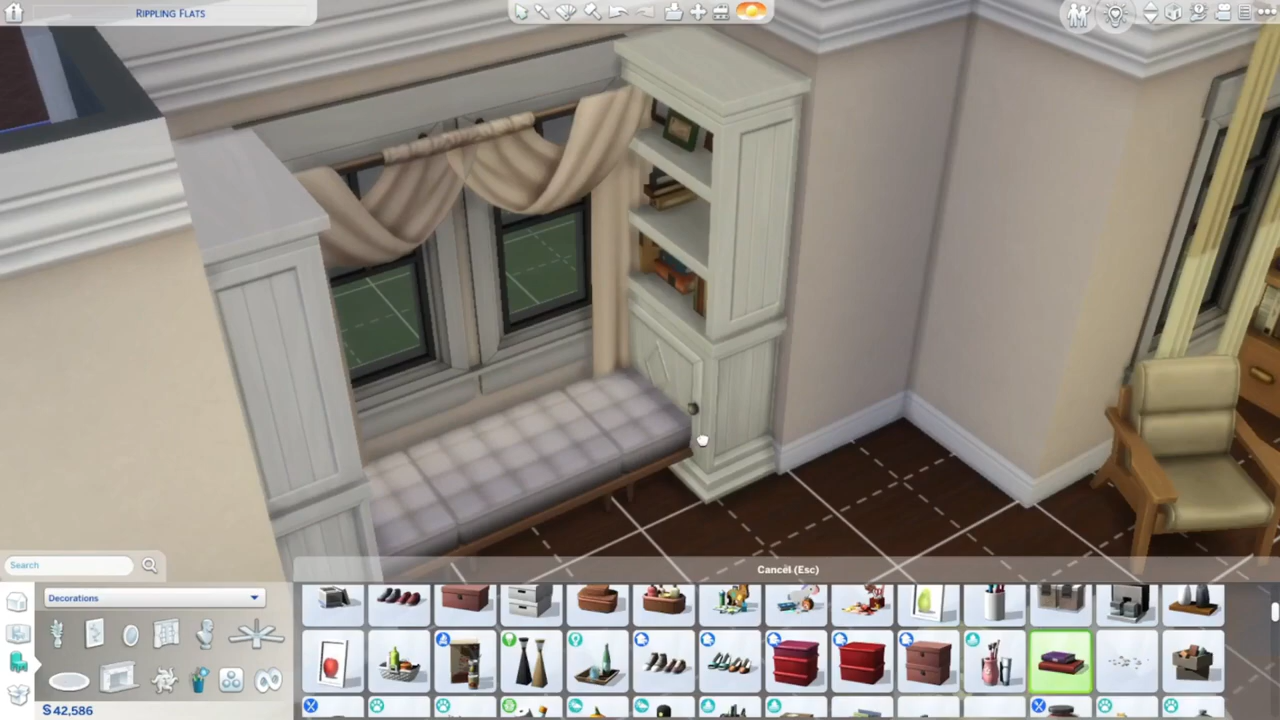 RIPPLING FLATS
Search
Cancel (Esc)
Decorations
$42,586